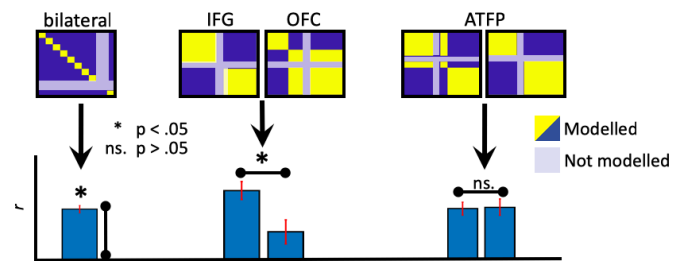 bilateral IFG OFC ATFP
* p < .05
ns. p > .05
Modelled
Not modelled
* * ns.
r